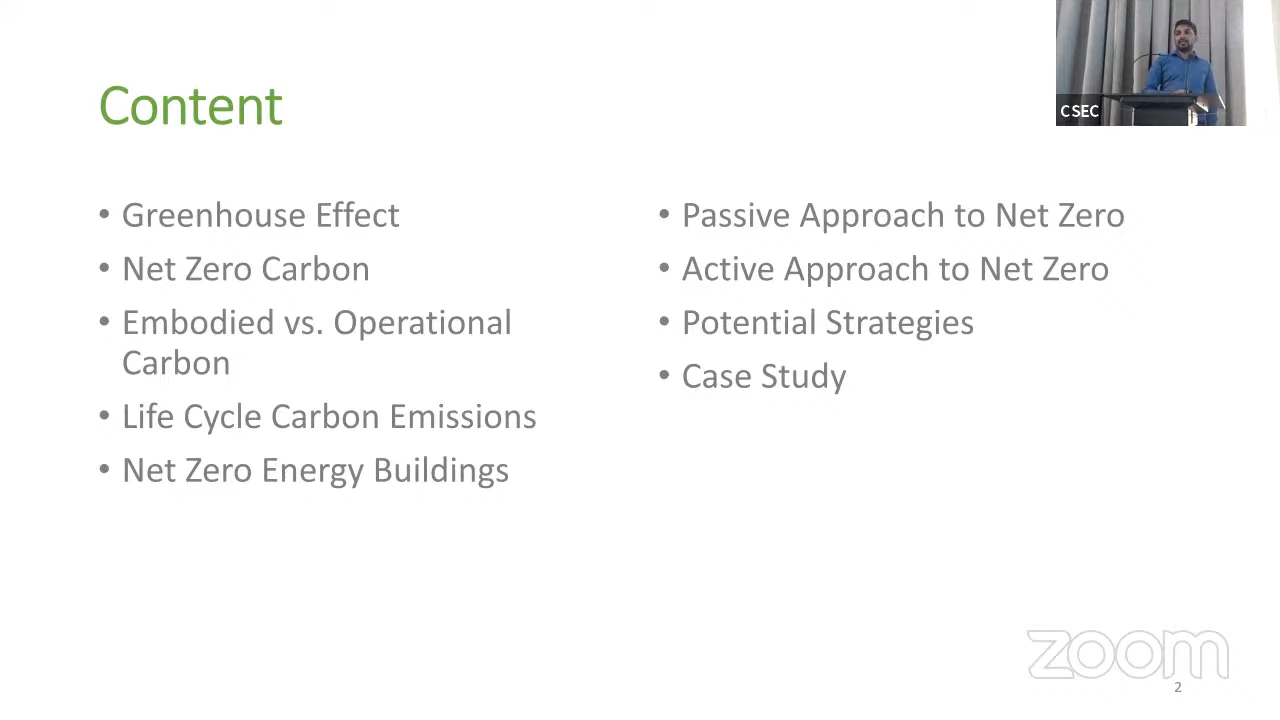 Content
• Greenhouse Effect
• Net Zero Carbon
• Embodied vs. Operational
Carbon
• Life Cycle Carbon Emissions
• Net Zero Energy Buildings
• Passive Approach to Net Zero
• Active Approach to Net Zero
• Potential Strategies
• Case Study
CSEC
zoom
2